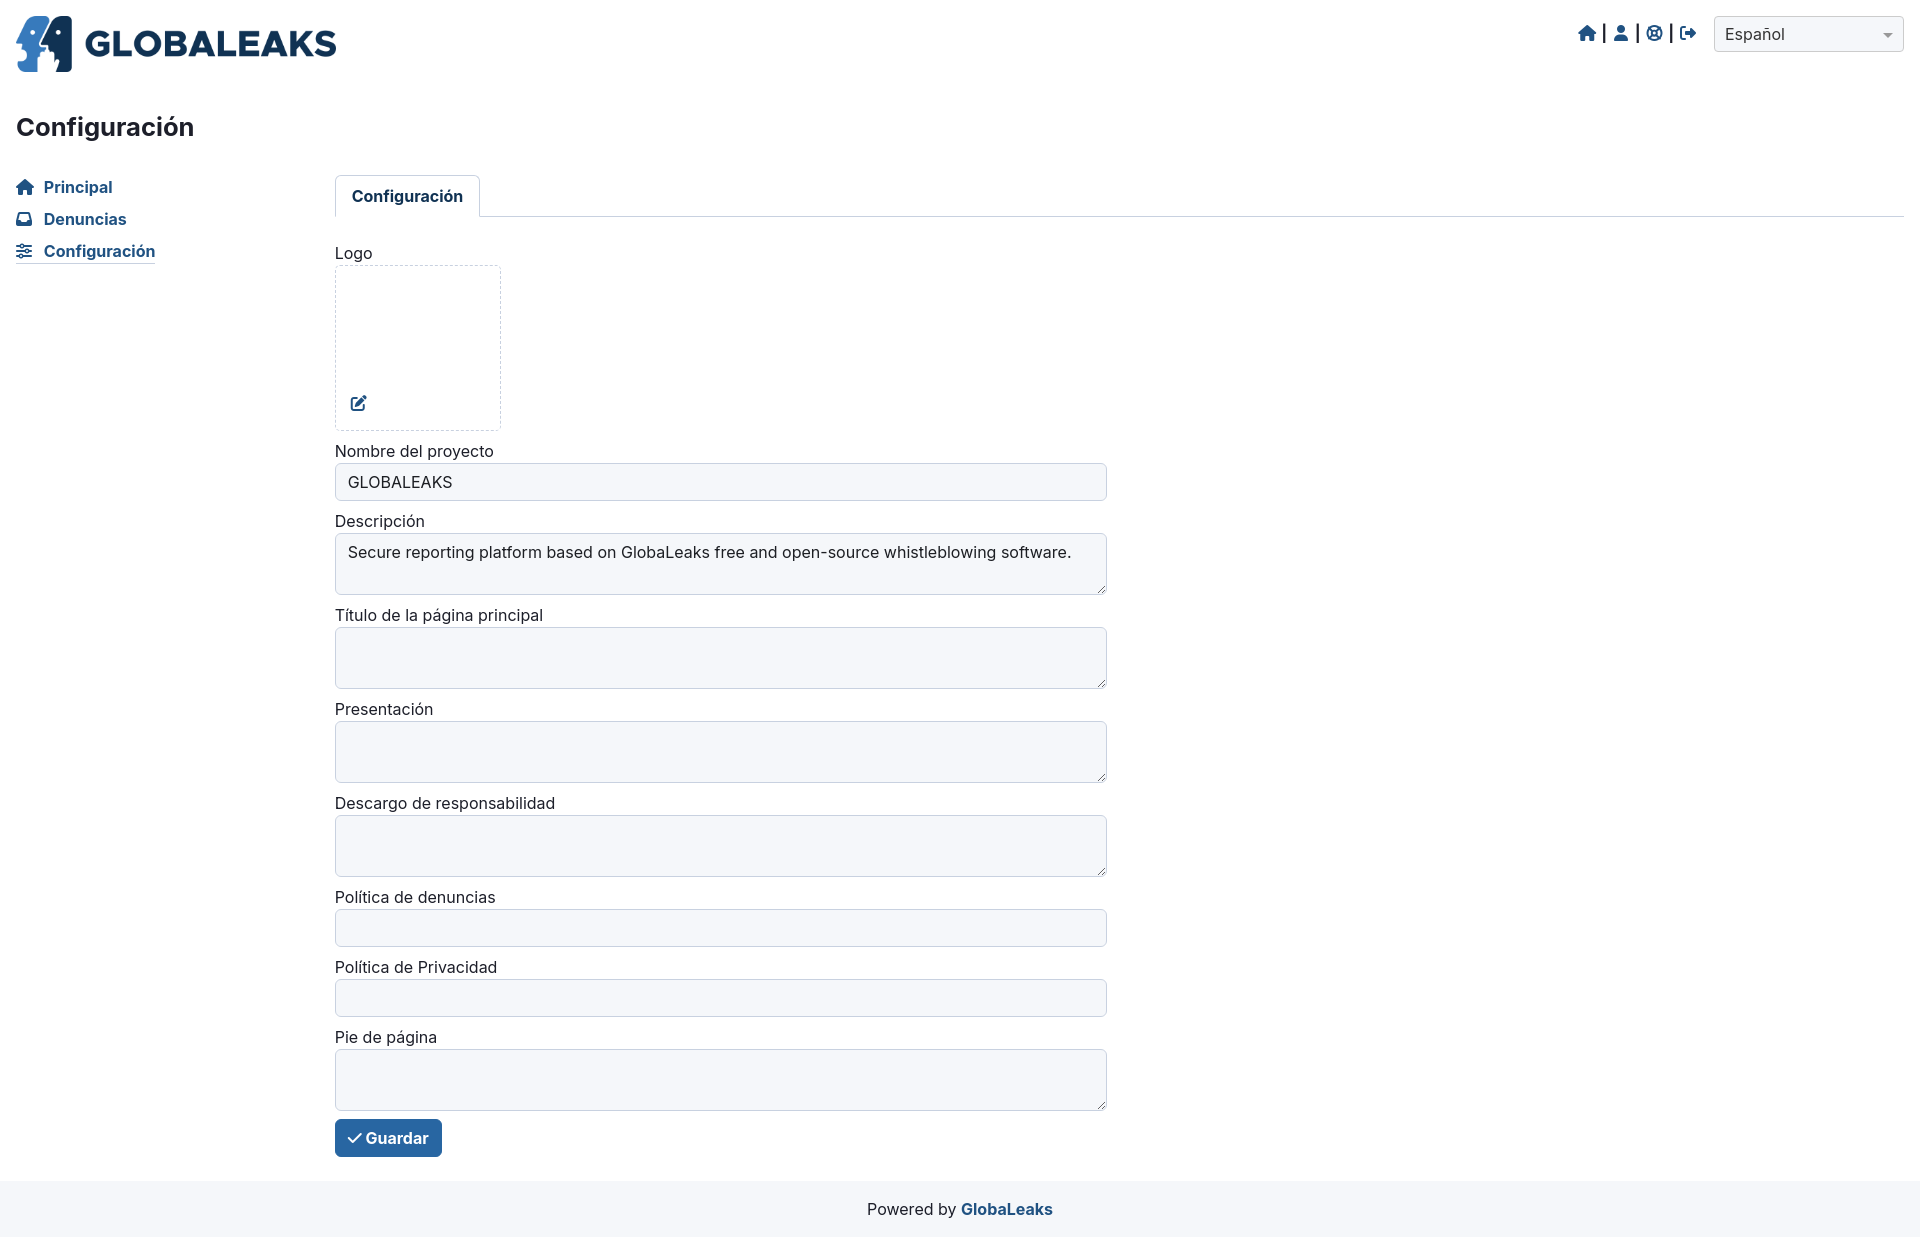 GLOBALEAKS
Español
Configuración
Principal
Denuncias
Configuración
Configuración
Logo
Nombre del proyecto
GLOBALEAKS
Descripción
Secure reporting platform based on GlobaLeaks free and open-source whistleblowing software.
Título de la página principal
Presentación
Descargo de responsabilidad
Política de denuncias
Política de Privacidad
Pie de página
Guardar
Powered by GlobaLeaks